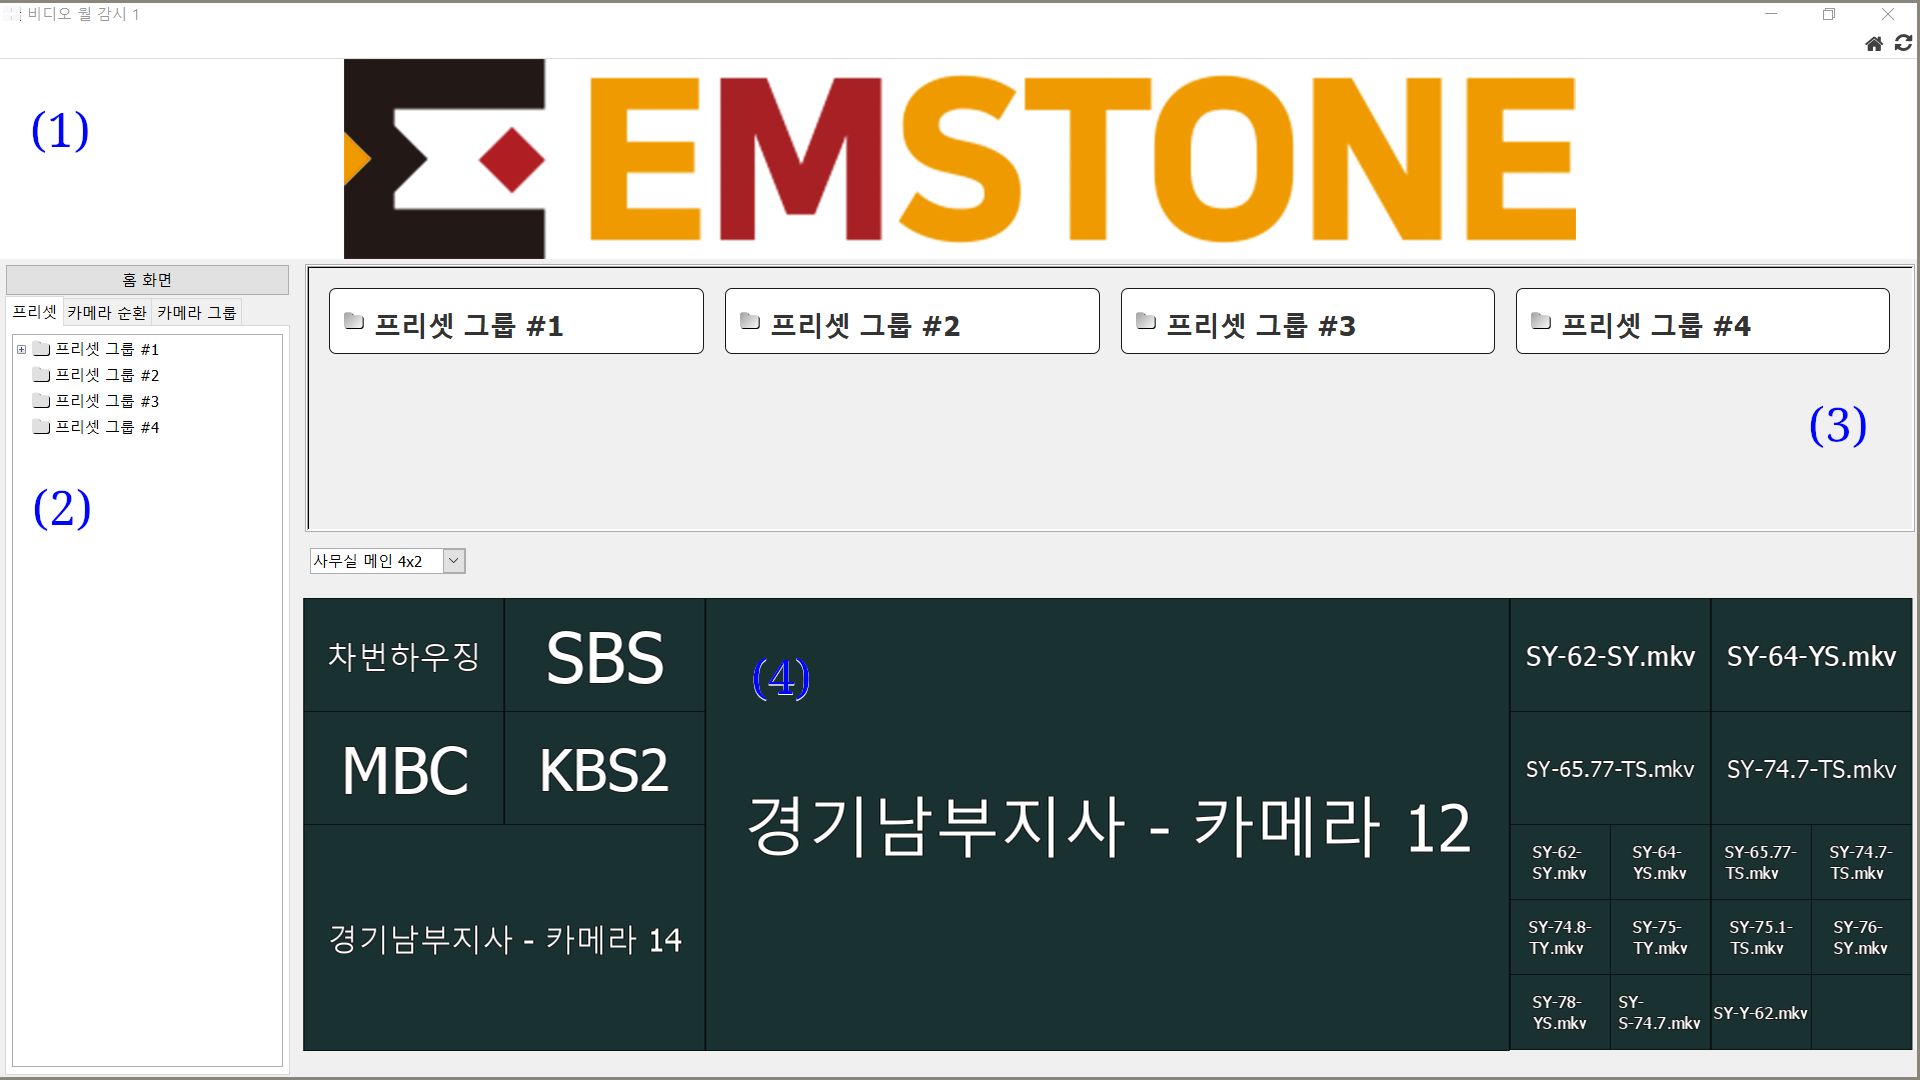 비디오 월 감시 1
(1)
EMSTONE
홈 화면
프리셋 카메라 순환 카메라 그룹
프리셋 그룹 #1
프리셋 그룹 #2
프리셋 그룹 #3
프리셋 그룹 #4
(2)
프리셋 그룹 #1
프리셋 그룹 #2
프리셋 그룹 #3
프리셋 그룹 #4
(3)
사무실 메인 4x2
차번하우징
SBS
MBC
KBS2
경기남부지사 - 카메라 14
(4)
경기남부지사 - 카메라 12
SY-62-SY.mkv
SY-64-YS.mkv
SY-65.77-TS.mkv
SY-74.7-TS.mkv
SY-62-
SY.mkv
SY-64-
YS.mkv
SY-65.77-
TS.mkv
SY-74.7-
TS.mkv
SY-74.8-
TY.mkv
SY-75-
TY.mkv
SY-75.1-
TS.mkv
SY-76-
SY.mkv
SY-78-
YS.mkv
SY-
S-74.7.mkv
SY-Y-62.mkv